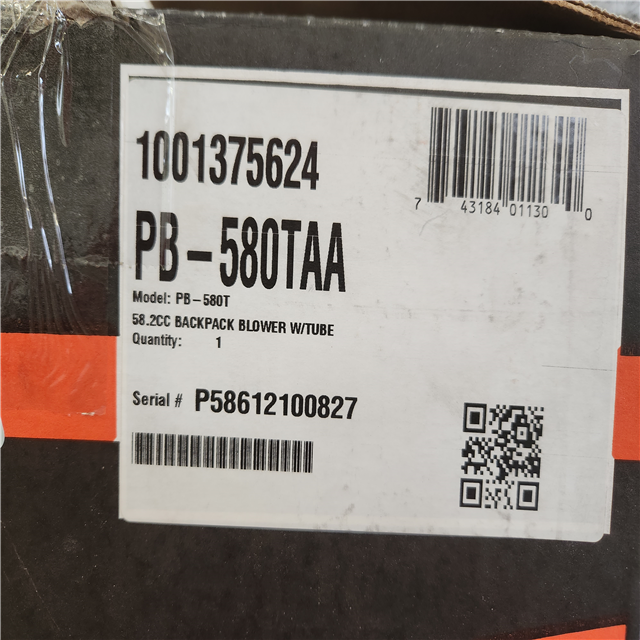 1001375624
7 43184 01130 0
PB-580TAA
Model: PB-580T
58.2CC BACKPACK BLOWER W/TUBE
Quantity: 1
Serial # P58612100827